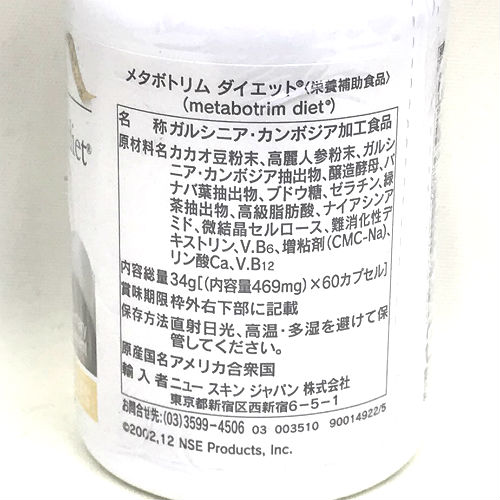 メタボトリム ダイエット®〈栄養補助食品〉
(metabotrim diet®)
名 称 ガルシニア・カンボジア加工食品
原材料名 カカオ豆粉末、高麗人参粉末、ガルシ
ニア・カンボジア抽出物、醸造酵母、バ
ナバ葉抽出物、ブドウ糖、ゼラチン、緑
茶抽出物、高級脂肪酸、ナイアシンア
ミド、微結晶セルロース、難消化性デ
キストリン、V.B6、増粘剤(CMC-Na)、
リン酸Ca、V.B12
内容総量 34g[(内容量469mg)×60カプセル]
賞味期限 枠外右下部に記載
保存方法 直射日光、高温・多湿を避けて保
管してください。
原産国名 アメリカ合衆国
輸入者 ニュー スキン ジャパン 株式会社
東京都新宿区西新宿6-5-1
お問合せ先:(03)3599-4506 03 003510 90014922/5
©2002,12 NSE Products, Inc.
diet®